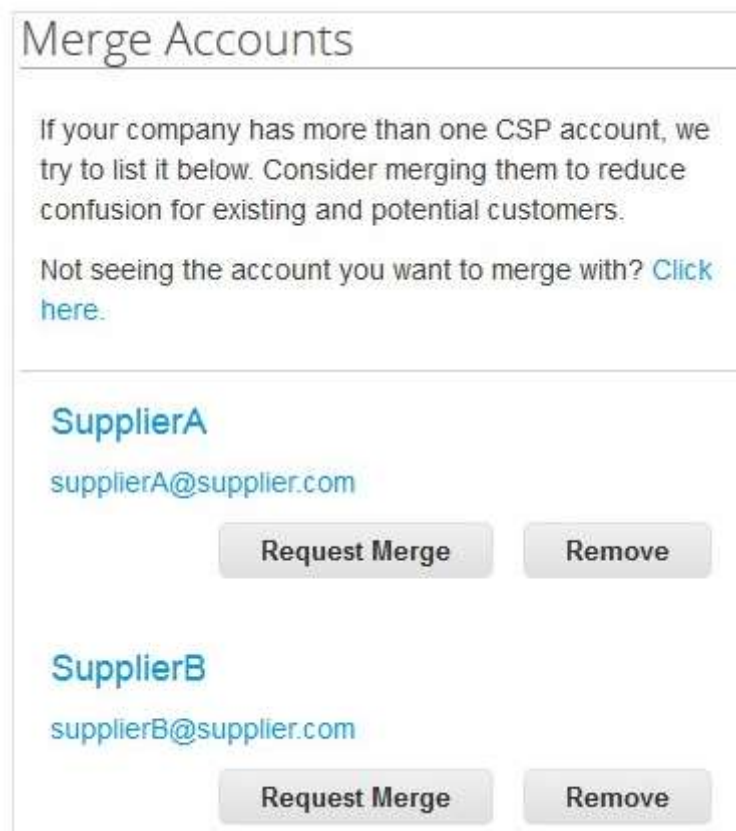 Merge Accounts
If your company has more than one CSP account, we
try to list it below. Consider merging them to reduce
confusion for existing and potential customers.
Not seeing the account you want to merge with? Click
here.
SupplierA
supplierA@supplier.com
Request Merge Remove
SupplierB
supplierB@supplier.com
Request Merge Remove